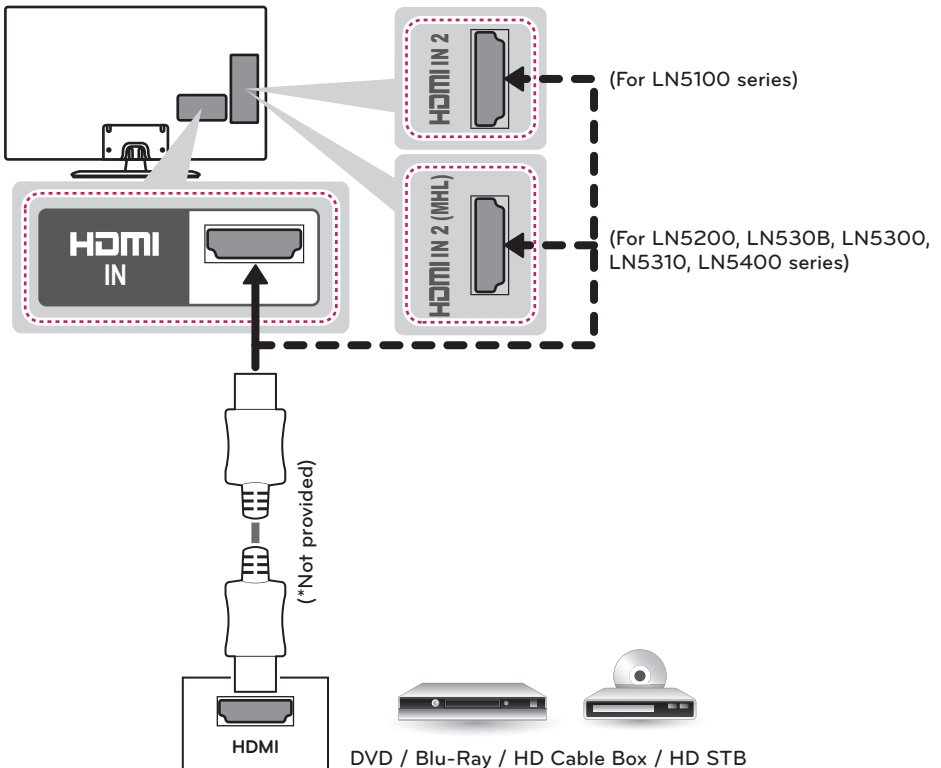 HDMI IN 2
(For LN5100 series)
HDMI IN 2 (MHL)
(For LN5200, LN530B, LN5300,
LN5310, LN5400 series)
HDMI
IN
(*Not provided)
HDMI
DVD / Blu-Ray / HD Cable Box / HD STB